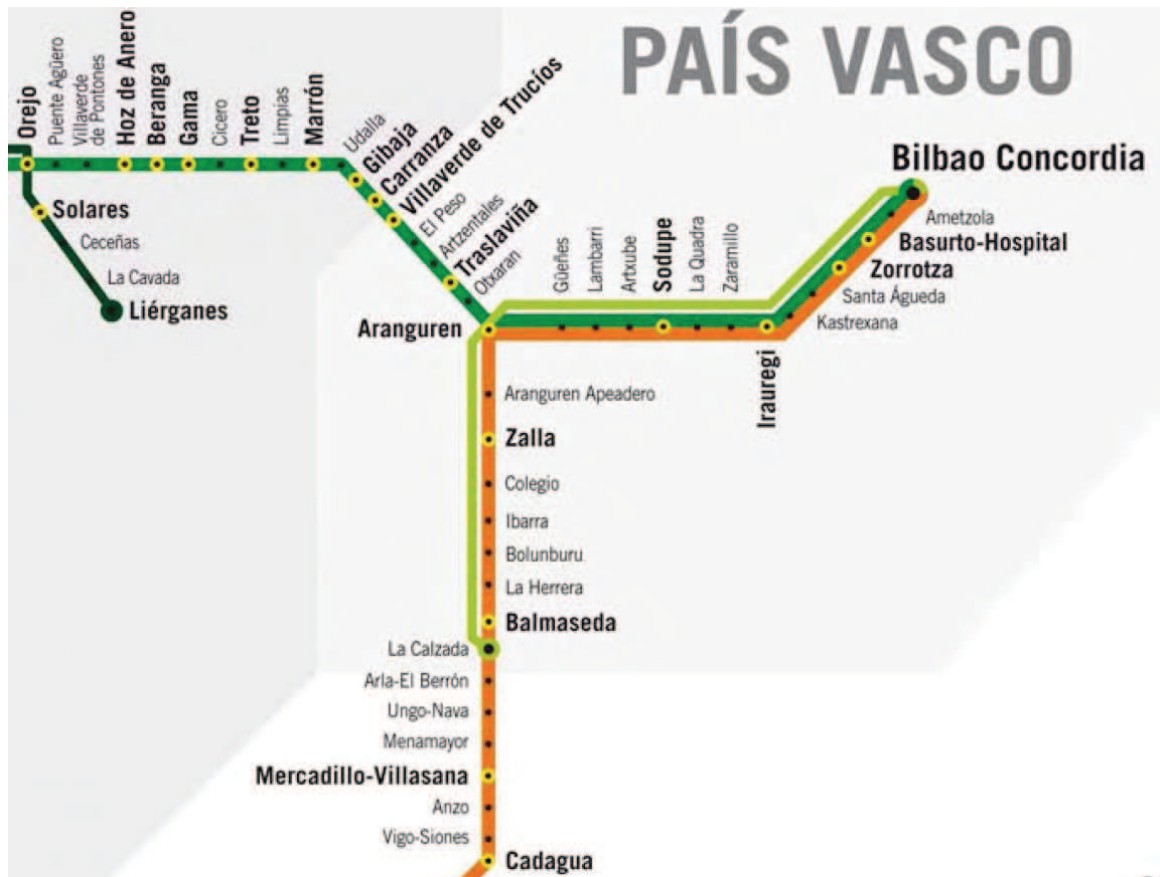 PAÍS VASCO
Orejo
Puente Agüero
Villaverde
de Pontones
Hoz de Anero
Beranga
Gama
Cicero
Treto
Limpias
Marrón
Udalla
Gibaja
Carranza
Villaverde de Trucíos
El Peso
Artzentales
Traslaviña
Otxaran
Solares
Ceceñas
La Cavada
Liérganes
Bilbao Concordia
Ametzola
Basurto-Hospital
Zorrotza
Santa Águeda
Kastrexana
Güeñes
Lambarri
Artxube
Sodupe
La Quadra
Zaramillo
Irauregi
Aranguren
Aranguren Apeadero
Zalla
Colegio
Ibarra
Bolunburu
La Herrera
Balmaseda
La Calzada
Arla-El Berrón
Ungo-Nava
Menamayor
Mercadillo-Villasana
Anzo
Vigo-Siones
Cadagua